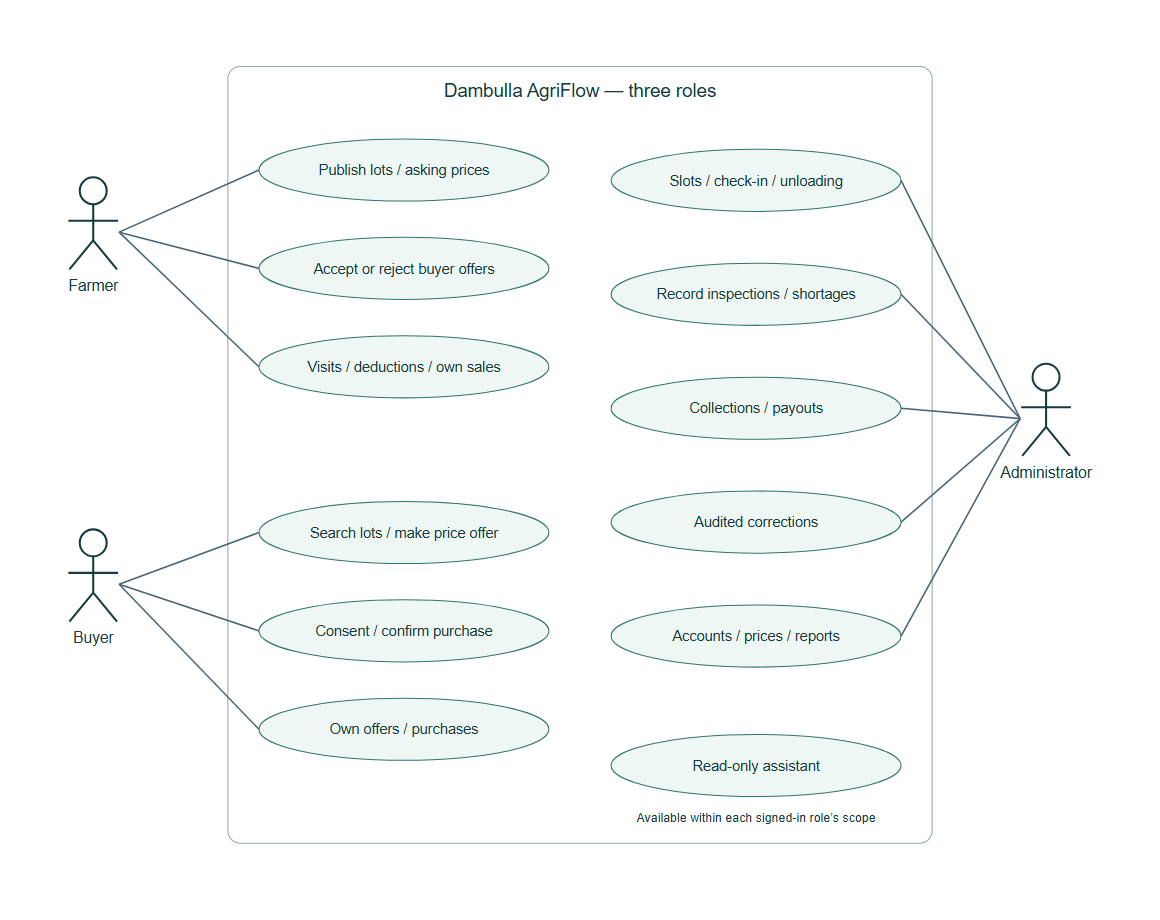 Dambulla AgriFlow — three roles
Publish lots / asking prices
Accept or reject buyer offers
Visits / deductions / own sales
Farmer
Search lots / make price offer
Consent / confirm purchase
Own offers / purchases
Buyer
Slots / check-in / unloading
Record inspections / shortages
Collections / payouts
Audited corrections
Accounts / prices / reports
Administrator
Read-only assistant
Available within each signed-in role's scope